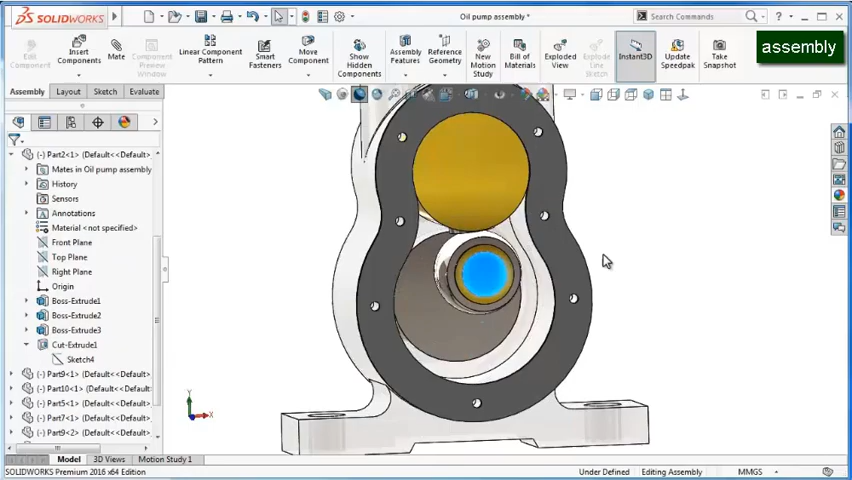 SOLIDWORKS
Oil pump assembly *
Search Commands
assembly
Edit Component
Insert Components
Mate
Component Preview Window
Linear Component Pattern
Smart Fasteners
Move Component
Show Hidden Components
Assembly Features
Reference Geometry
New Motion Study
Bill of Materials
Exploded View
Explode Line Sketch
Instant3D
Update Speedpak
Take Snapshot
Assembly
Layout
Sketch
Evaluate
(-) Part2<1> (Default<<Default>
Mates in Oil pump assembly
History
Sensors
Annotations
Material <not specified>
Front Plane
Top Plane
Right Plane
Origin
Boss-Extrude1
Boss-Extrude2
Boss-Extrude3
Cut-Extrude1
Sketch4
(-) Part9<1> (Default<<Default
(-) Part10<1> (Default<<Defaul
(-) Part5<1> (Default<<Default
(-) Part7<1> (Default<<Default
(-) Part9<2> (Default<<Default
Y
X
Model
3D Views
Motion Study 1
SOLIDWORKS Premium 2016 x64 Edition
Under Defined
Editing Assembly
MMGS